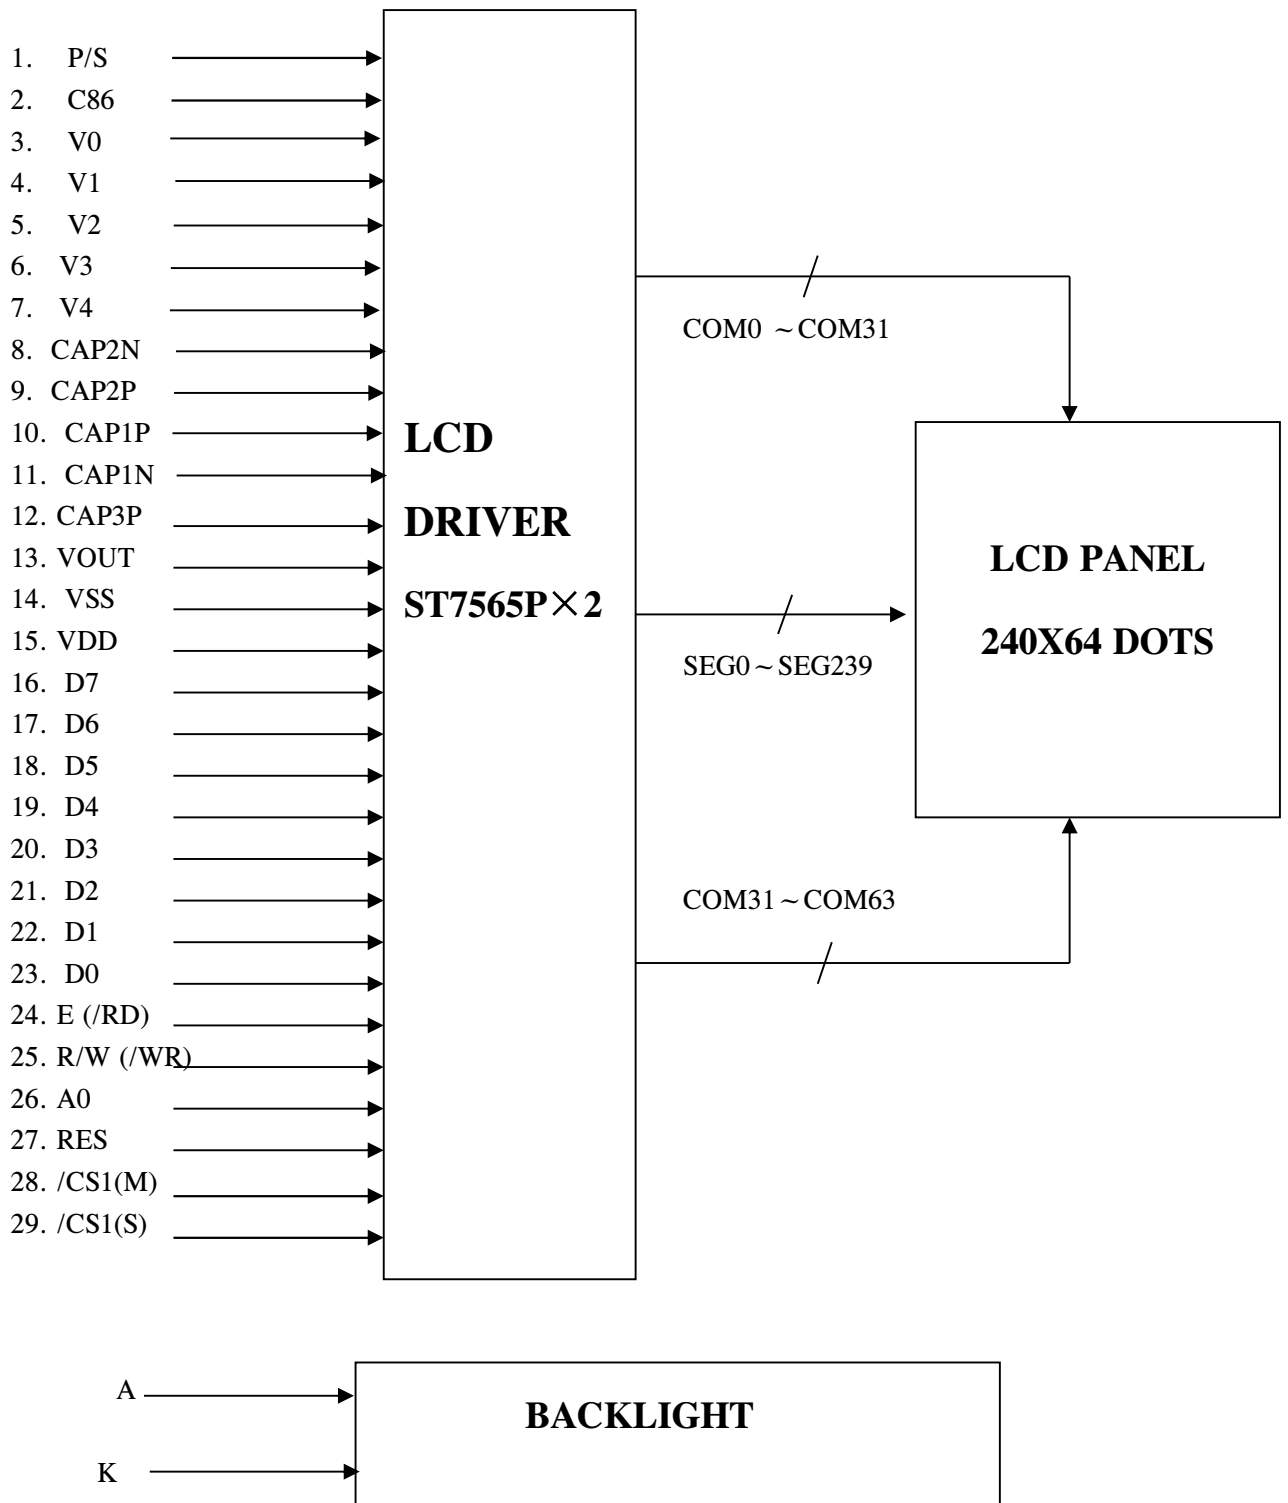 1. P/S
2. C86
3. V0
4. V1
5. V2
6. V3
7. V4
8. CAP2N
9. CAP2P
10. CAP1P
11. CAP1N
12. CAP3P
13. VOUT
14. VSS
15. VDD
16. D7
17. D6
18. D5
19. D4
20. D3
21. D2
22. D1
23. D0
24. E (/RD)
25. R/W (/WR)
26. A0
27. RES
28. /CS1(M)
29. /CS1(S)
LCD
DRIVER
ST7565P×2
COM0 ~COM31
SEG0~SEG239
COM31~COM63
LCD PANEL
240X64 DOTS
A
K
BACKLIGHT